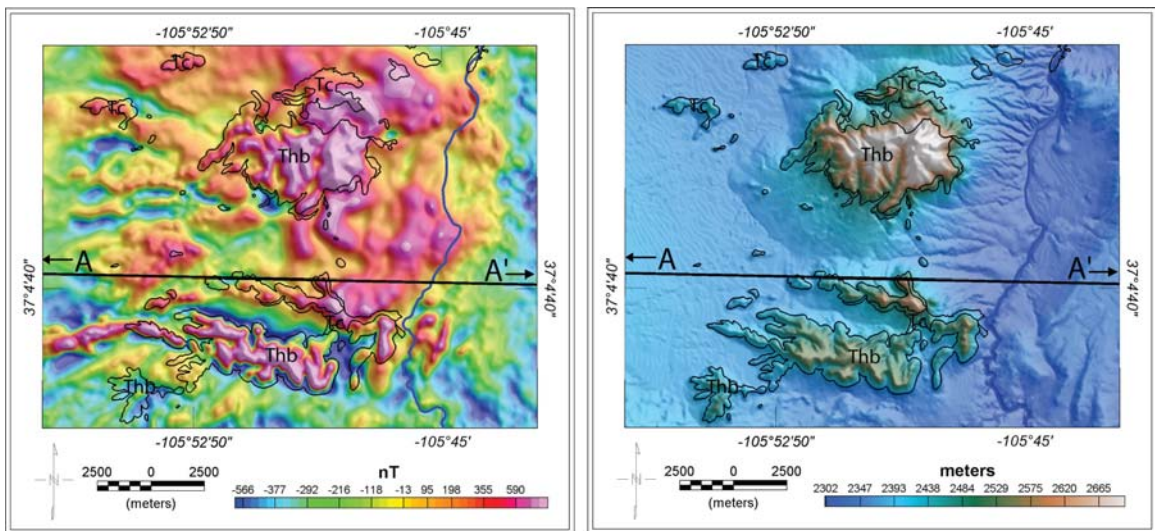 -105°52'50"
-105°45'
Tc
Tc
Tc
Thb
A
A'
37°4'40"
37°4'40"
Thb
Thb
-105°52'50"
-105°45'
N
2500 0 2500
(meters)
nT
-566 -377 -292 -216 -118 -13 95 198 355 590
-105°52'50"
-105°45'
Tc
Tc
Tc
Thb
A
A'
37°4'40"
37°4'40"
Thb
Thb
-105°52'50"
-105°45'
N
2500 0 2500
(meters)
meters
2302 2347 2393 2438 2484 2529 2575 2620 2665